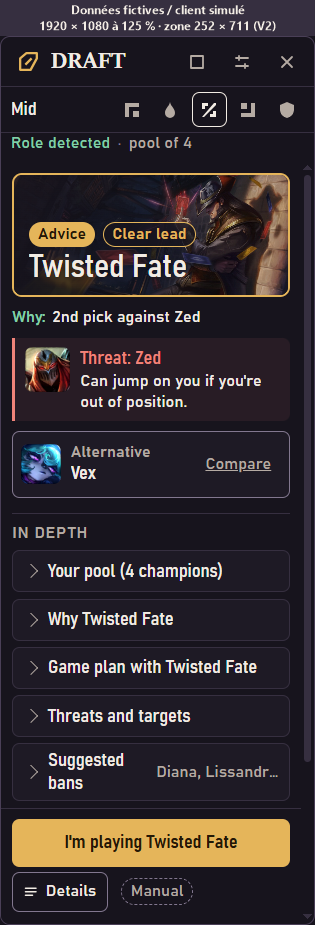 Données fictives / client simulé
1920 × 1080 à 125 % · zone 252 × 711 (V2)
DRAFT
Mid
Role detected · pool of 4
Advice
Clear lead
Twisted Fate
Why: 2nd pick against Zed
Threat: Zed
Can jump on you if you're
out of position.
Alternative
Vex
Compare
IN DEPTH
Your pool (4 champions)
Why Twisted Fate
Game plan with Twisted Fate
Threats and targets
Suggested
bans
Diana, Lissandr...
I'm playing Twisted Fate
Details
Manual